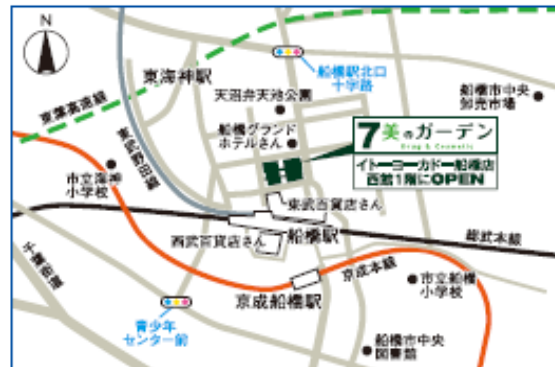 N
東海神駅
船橋駅北口
十字路
天沼弁天池公園
船橋市中央
卸売市場
東葉高速線
東武野田線
船橋グランド
ホテルさん
7美のガーデン
Drug & Cosmetic
イトーヨーカドー船橋店
西館1階にOPEN
市立海神
小学校
東武百貨店さん
西武百貨店さん
船橋駅
総武本線
千葉街道
京成本線
京成船橋駅
市立船橋
小学校
青少年
センター前
船橋市中央
図書館